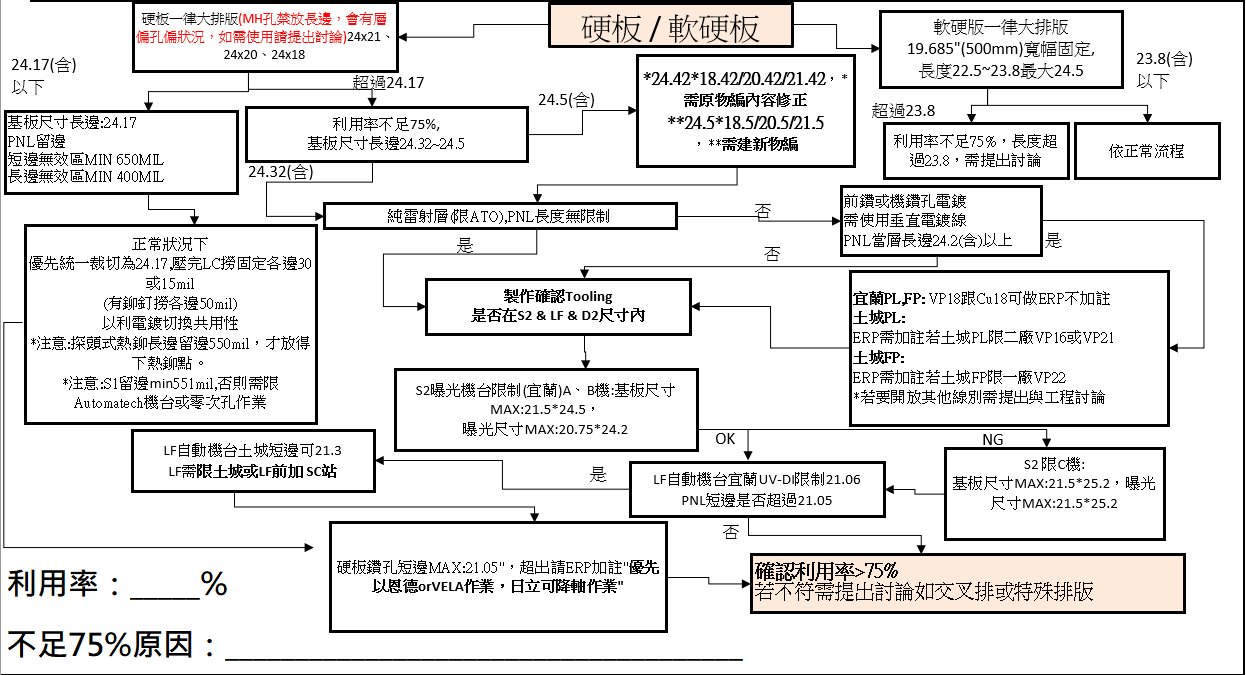 硬板一律大排版(MH孔禁放長邊，會有層
偏孔偏狀況，如需使用請提出討論)24x21、
24x20、24x18
硬板 / 軟硬板
軟硬版一律大排版
19.685"(500mm)寬幅固定,
長度22.5~23.8最大24.5
24.17(含)
以下
超過24.17
24.5(含)
*24.42*18.42/20.42/21.42，*
需原物編內容修正
**24.5*18.5/20.5/21.5
，**需建新物編
23.8(含)
以下
超過23.8
基板尺寸長邊:24.17
PNL留邊
短邊無效區MIN 650MIL
長邊無效區MIN 400MIL
利用率不足75%,
基板尺寸長邊24.32~24.5
利用率不足75%，長度超
過23.8，需提出討論
依正常流程
24.32(含)
純雷射層(限ATO),PNL長度無限制
否
前鑽或機鑽孔電鍍
需使用垂直電鍍線
PNL當層長邊24.2(含)以上
是
是
否
正常狀況下
優先統一裁切為24.17,壓完LC撈固定各邊30
或15mil
(有鉚釘撈各邊50mil)
以利電鍍切換共用性
*注意:探頭式熱鉚長邊留邊550mil，才放得
下熱鉚點。
*注意:S1留邊min551mil,否則需限
Automatech機台或零次孔作業
製作確認Tooling
是否在S2 & LF & D2尺寸內
宜蘭PL,FP: VP18跟Cu18可做ERP不加註
土城PL:
ERP需加註若土城PL限二廠VP16或VP21
土城FP:
ERP需加註若土城FP限一廠VP22
*若要開放其他線別需提出與工程討論
S2曝光機台限制(宜蘭)A、B機:基板尺寸
MAX:21.5*24.5，
曝光尺寸MAX:20.75*24.2
OK
NG
LF自動機台土城短邊可21.3
LF需限土城或LF前加SC站
是
LF自動機台宜蘭UV-DI限制21.06
PNL短邊是否超過21.05
S2限C機:
基板尺寸MAX:21.5*25.2，曝光
尺寸MAX:21.5*25.2
否
硬板鑽孔短邊MAX:21.05"，超出請ERP加註"優先
以恩德orVELA作業，日立可降軸作業"
確認利用率>75%
若不符需提出討論如交叉排或特殊排版
利用率：_____%
不足75%原因：______________________________________